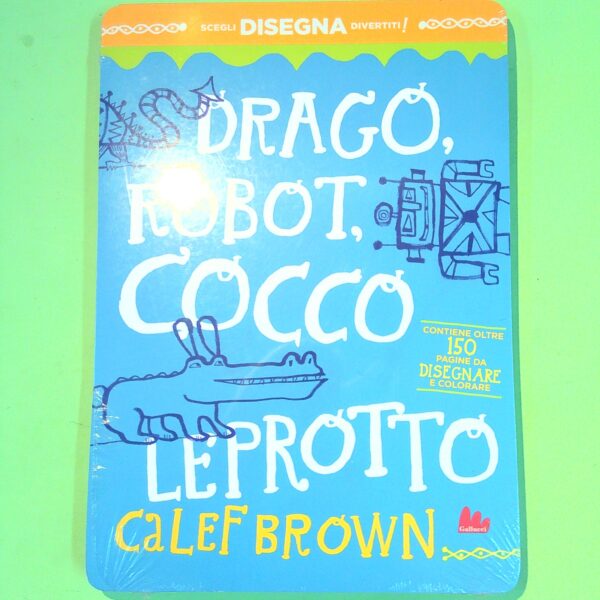 SCEGLI DISEGNA DIVERTITI!
DRAGO,
ROBOT,
COCCO
CONTIENE OLTRE
150
PAGINE DA
DISEGNARE
E COLORARE
LEPROTTO
CaLEF BROWN
Gallucci